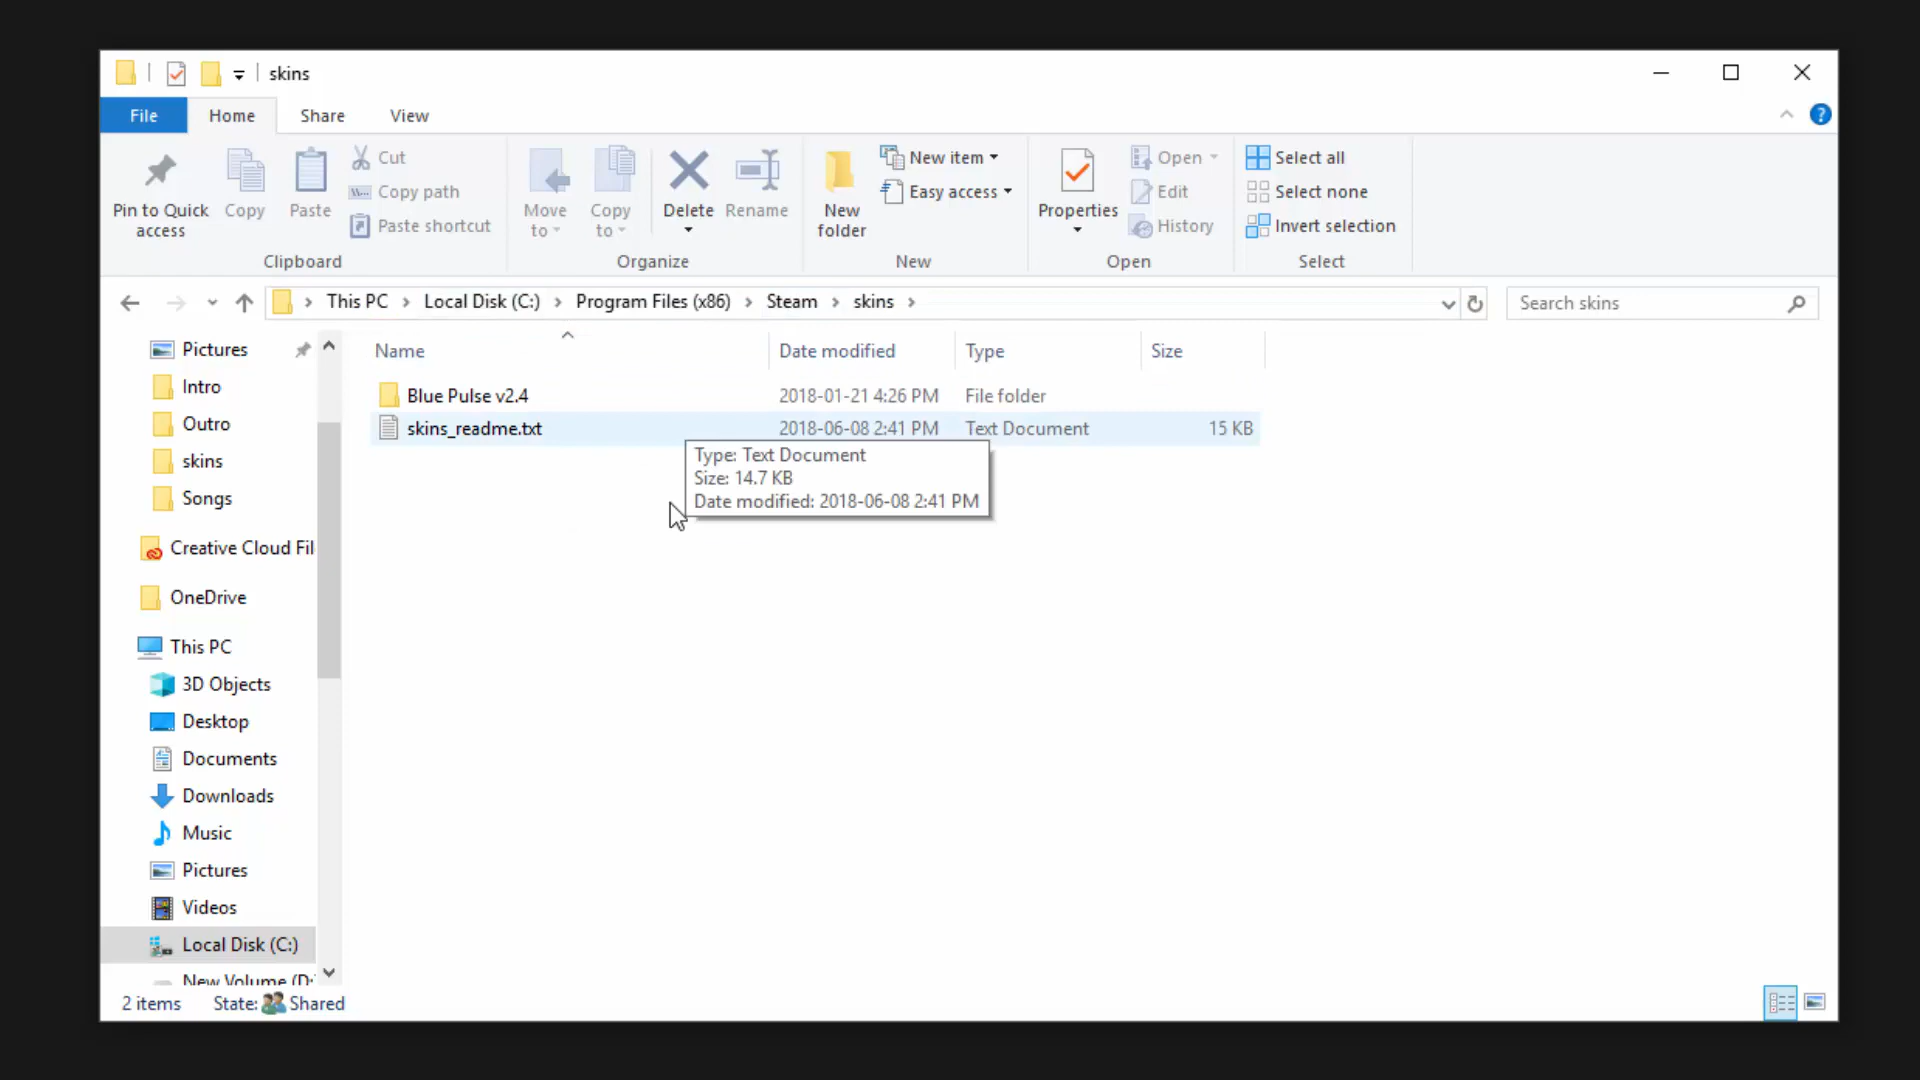 skins
File
Home
Share
View
?
Pin to Quick
access
Copy
Paste
Cut
Copy path
Paste shortcut
Clipboard
Move
to
Copy
to
Delete
Rename
Organize
New
folder
New item
Easy access
New
Properties
Open
Edit
History
Open
Select all
Select none
Invert selection
Select
This PC
Local Disk (C:)
Program Files (x86)
Steam
skins
Search skins
Name
Date modified
Type
Size
Blue Pulse v2.4
2018-01-21 4:26 PM
File folder
skins_readme.txt
2018-06-08 2:41 PM
Text Document
15 KB
Type: Text Document
Size: 14.7 KB
Date modified: 2018-06-08 2:41 PM
Pictures
Intro
Outro
skins
Songs
Creative Cloud Fil
OneDrive
This PC
3D Objects
Desktop
Documents
Downloads
Music
Pictures
Videos
Local Disk (C:)
New Volume (D:
2 items
State:
Shared